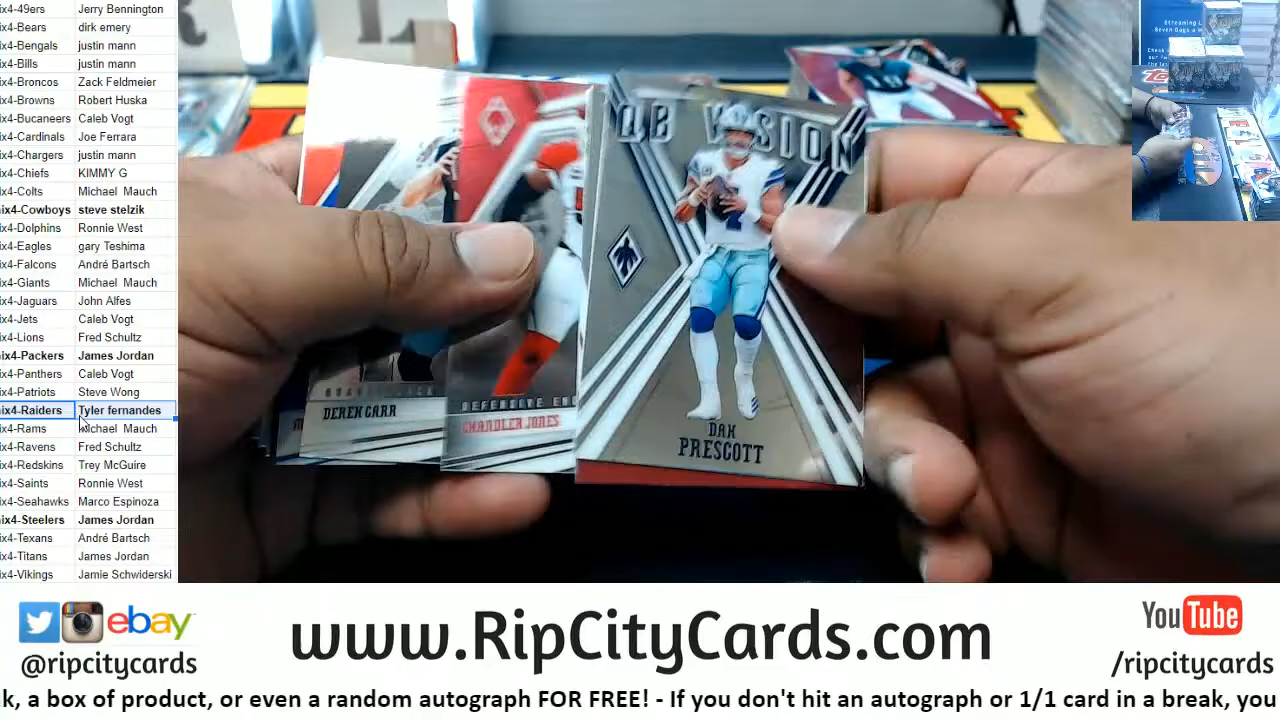 ix4-49ers Jerry Bennington
ix4-Bears dirk emery
ix4-Bengals justin mann
ix4-Bills justin mann
ix4-Broncos Zack Feldmeier
ix4-Browns Robert Huska
ix4-Bucaneers Caleb Vogt
ix4-Cardinals Joe Ferrara
ix4-Chargers justin mann
ix4-Chiefs KIMMY G
ix4-Colts Michael Mauch
ix4-Cowboys steve stelzik
ix4-Dolphins Ronnie West
ix4-Eagles gary Teshima
ix4-Falcons André Bartsch
ix4-Giants Michael Mauch
ix4-Jaguars John Alfes
ix4-Jets Caleb Vogt
ix4-Lions Fred Schultz
ix4-Packers James Jordan
ix4-Panthers Caleb Vogt
ix4-Patriots Steve Wong
ix4-Raiders Tyler fernandes
ix4-Rams Michael Mauch
ix4-Ravens Fred Schultz
ix4-Redskins Trey McGuire
ix4-Saints Ronnie West
ix4-Seahawks Marco Espinoza
ix4-Steelers James Jordan
ix4-Texans André Bartsch
ix4-Titans James Jordan
ix4-Vikings Jamie Schwiderski
QB VISION
DAK
PRESCOTT
DEREK CARR
DEFENSIVE END
CHANDLER JONES
Streaming L
Seven Days a w
ebay
@ripcitycards
www.RipCityCards.com
YouTube
/ripcitycards
k, a box of product, or even a random autograph FOR FREE! - If you don't hit an autograph or 1/1 card in a break, you